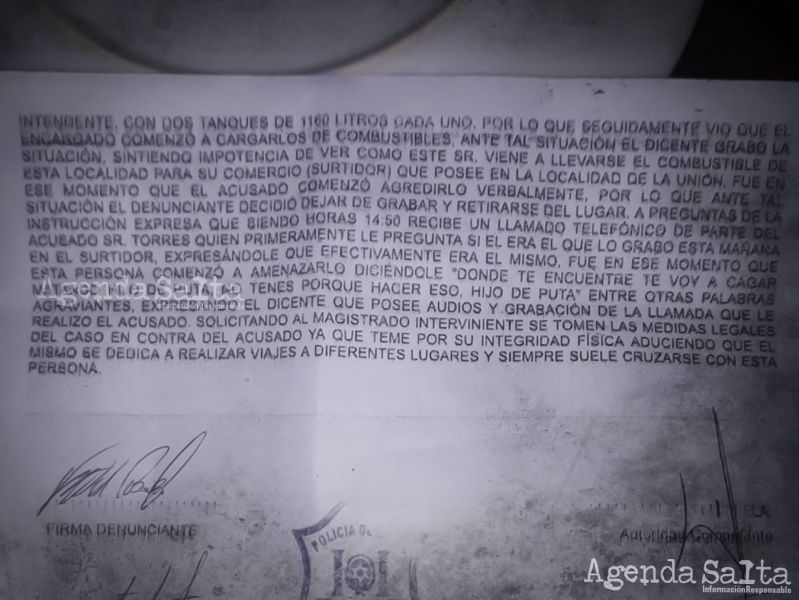 INTENDENTE, CON DOS TANQUES DE 1160 LITROS CADA UNO, POR LO QUE SEGUIDAMENTE VIO QUE EL
ENCARGADO COMENZÓ A CARGARLOS DE COMBUSTIBLES, ANTE TAL SITUACIÓN EL DICENTE GRABO LA
SITUACIÓN, SINTIENDO IMPOTENCIA DE VER COMO ESTE SR, VIENE A LLEVARSE EL COMBUSTIBLE DE
ESTA LOCALIDAD PARA SU COMERCIO (SURTIDOR) QUE POSEE EN LA LOCALIDAD DE LA UNIÓN, FUE EN
ESE MOMENTO QUE EL ACUSADO COMENZÓ AGREDIRLO VERBALMENTE, POR LO QUE ANTE TAL
SITUACIÓN EL DENUNCIANTE DECIDIÓ DEJAR DE GRABAR Y RETIRARSE DEL LUGAR. A PREGUNTAS DE LA
INSTRUCCIÓN EXPRESA QUE SIENDO HORAS 14:50 RECIBE UN LLAMADO TELEFÓNICO DE PARTE DEL
ACUSADO SR. TORRES QUIEN PRIMERAMENTE LE PREGUNTA SI EL ERA EL QUE LO GRABO ESTA MAÑANA
EN EL SURTIDOR, EXPRESÁNDOLE QUE EFECTIVAMENTE ERA EL MISMO, FUE EN ESE MOMENTO QUE
ESTA PERSONA COMENZÓ A AMENAZARLO DICIÉNDOLE "DONDE TE ENCUENTRE TE VOY A CAGAR
TENES PORQUE HACER ESO, HIJO DE PUTA" ENTRE OTRAS PALABRAS
AGRAVIANTES, EXPRESANDO EL DICENTE QUE POSEE AUDIOS Y GRABACIÓN DE LA LLAMADA QUE LE
REALIZO EL ACUSADO. SOLICITANDO AL MAGISTRADO INTERVINIENTE SE TOMEN LAS MEDIDAS LEGALES
DEL CASO EN CONTRA DEL ACUSADO YA QUE TEME POR SU INTEGRIDAD FÍSICA ADUCIENDO QUE EL
MISMO SE DEDICA A REALIZAR VIAJES A DIFERENTES LUGARES Y SIEMPRE SUELE CRUZARSE CON ESTA
PERSONA.
Agenda Salta
FIRMA DENUNCIANTE
POLICIA DE
Autoridad Competente
Agenda Salta
InformaciónResponsable